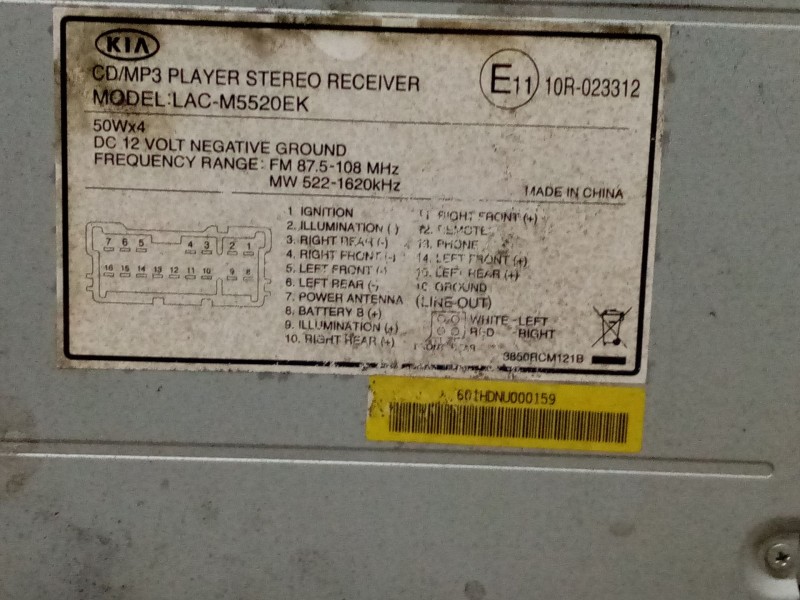 KIA
CD/MP3 PLAYER STEREO RECEIVER
MODEL:LAC-M5520EK
E11 10R-023312
50Wx4
DC 12 VOLT NEGATIVE GROUND
FREQUENCY RANGE: FM 87.5-108 MHz
MW 522-1620kHz
MADE IN CHINA
7 6 5 4 3 2 1
16 15 14 13 12 11 10 9 8
1. IGNITION
2. ILLUMINATION (-)
3. RIGHT REAR (-)
4. RIGHT FRONT (-)
5. LEFT FRONT (-)
6. LEFT REAR (-)
7. POWER ANTENNA
8. BATTERY B (+)
9. ILLUMINATION (+)
10. RIGHT REAR (+)
11. RIGHT FRONT (+)
12. REMOTE
13. PHONE
14. LEFT FRONT (+)
15. LEFT REAR (+)
16. GROUND
(LINE-OUT)
WHITE -LEFT
RED -RIGHT
FRONT REAR
3850RCM121B
601HDNU000159